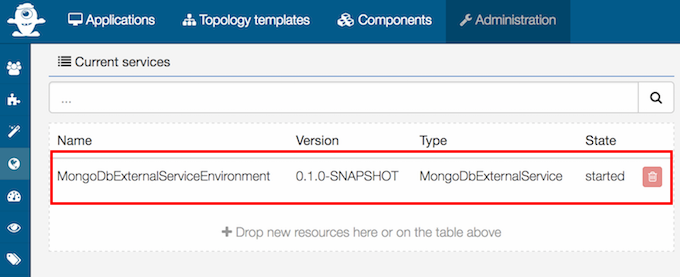 Applications Topology templates Components Administration
Current services
...
Name Version Type State
MongoDbExternalServiceEnvironment 0.1.0-SNAPSHOT MongoDbExternalService started
Drop new resources here or on the table above